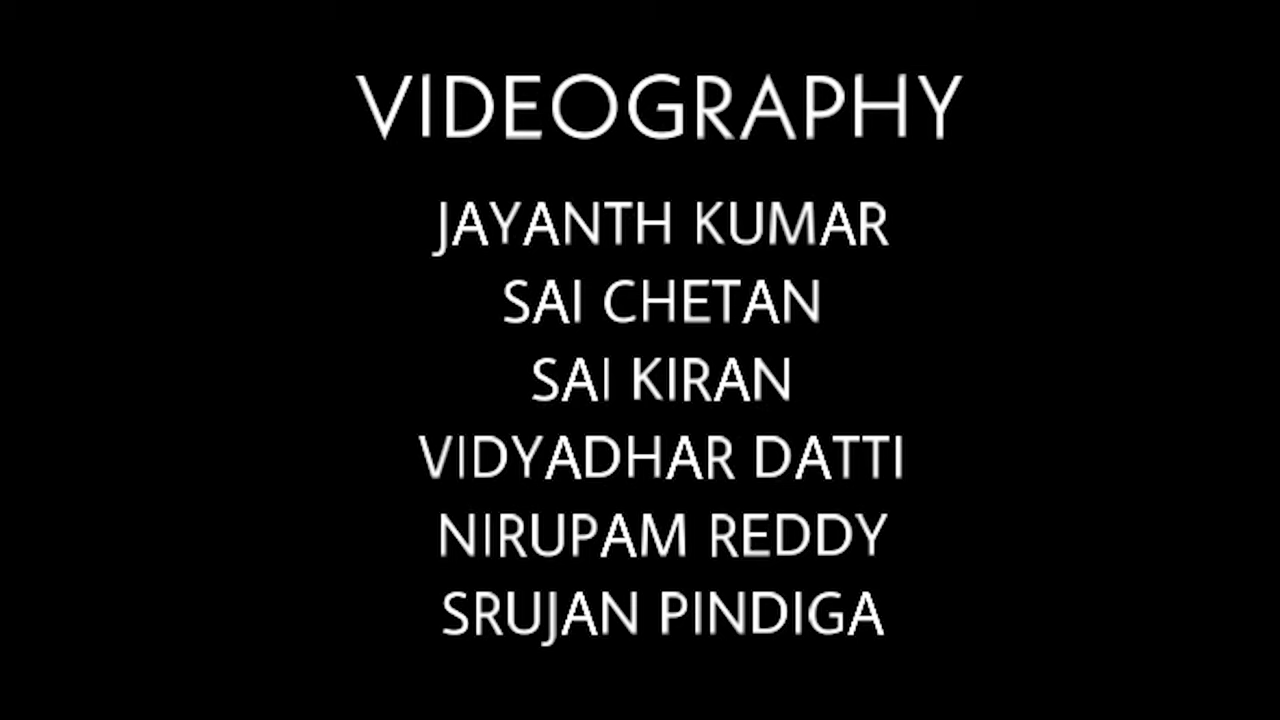 VIDEOGRAPHY
JAYANTH KUMAR
SAI CHETAN
SAI KIRAN
VIDYADHAR DATTI
NIRUPAM REDDY
SRUJAN PINDIGA